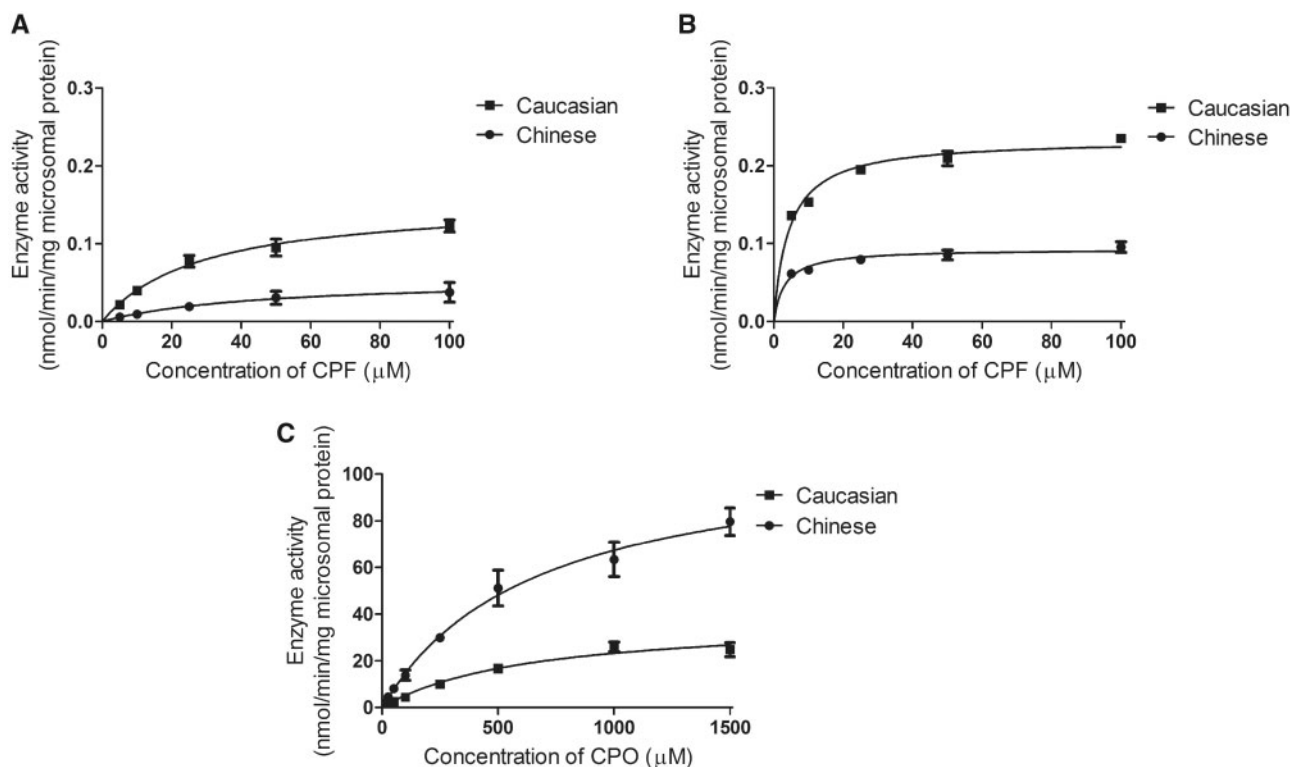 A
Enzyme activity
(nmol/min/mg microsomal protein)
0.3
0.2
0.1
0.0
0 20 40 60 80 100
Concentration of CPF (μM)
Caucasian
Chinese
B
Enzyme activity
(nmol/min/mg microsomal protein)
0.3
0.2
0.1
0.0
0 20 40 60 80 100
Concentration of CPF (μM)
Caucasian
Chinese
C
Enzyme activity
(nmol/min/mg microsomal protein)
100
80
60
40
20
0
0 500 1000 1500
Concentration of CPO (μM)
Caucasian
Chinese